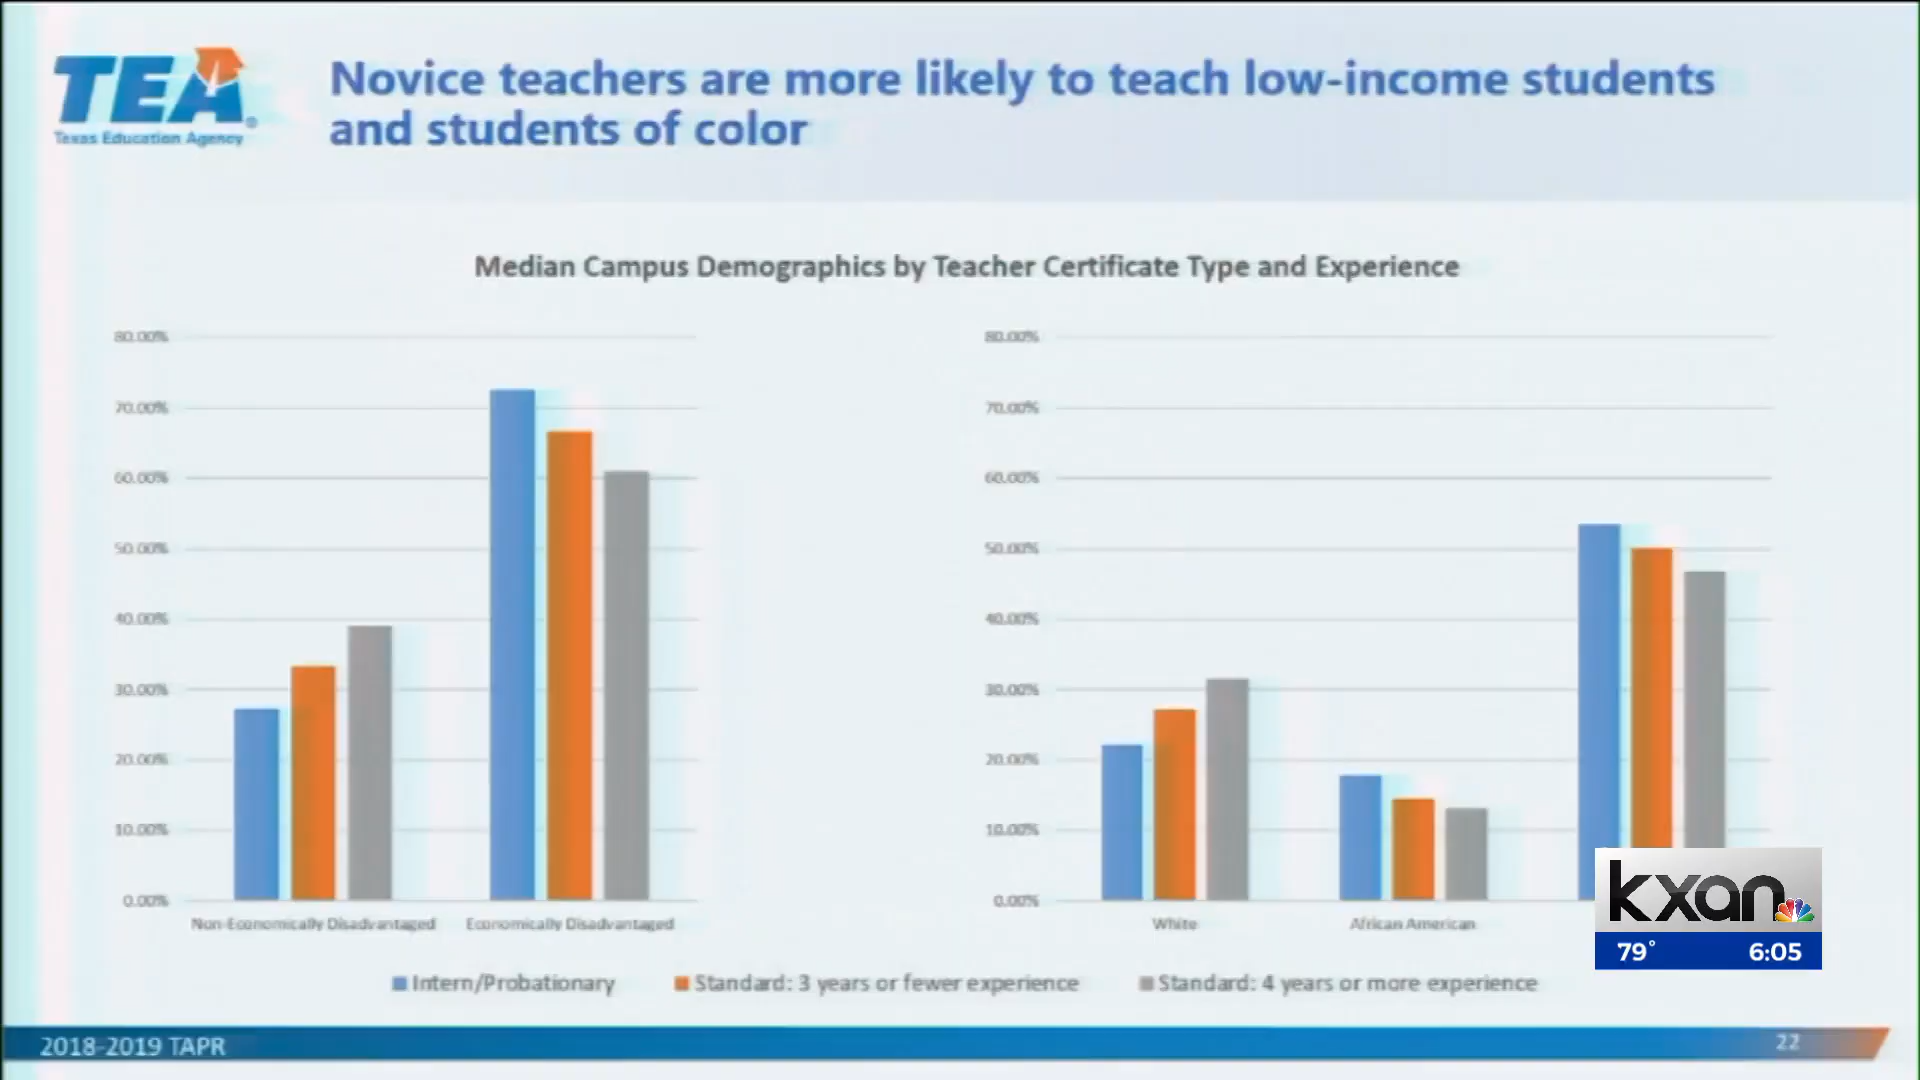 TEA
Texas Education Agency
Novice teachers are more likely to teach low-income students
and students of color
Median Campus Demographics by Teacher Certificate Type and Experience
80.00%
70.00%
60.00%
50.00%
40.00%
30.00%
20.00%
10.00%
0.00%
Non-Economically Disadvantaged
Economically Disadvantaged
80.00%
70.00%
60.00%
50.00%
40.00%
30.00%
20.00%
10.00%
0.00%
White
African American
Intern/Probationary
Standard: 3 years or fewer experience
Standard: 4 years or more experience
kxan
79° 6:05
2018-2019 TAPR
22